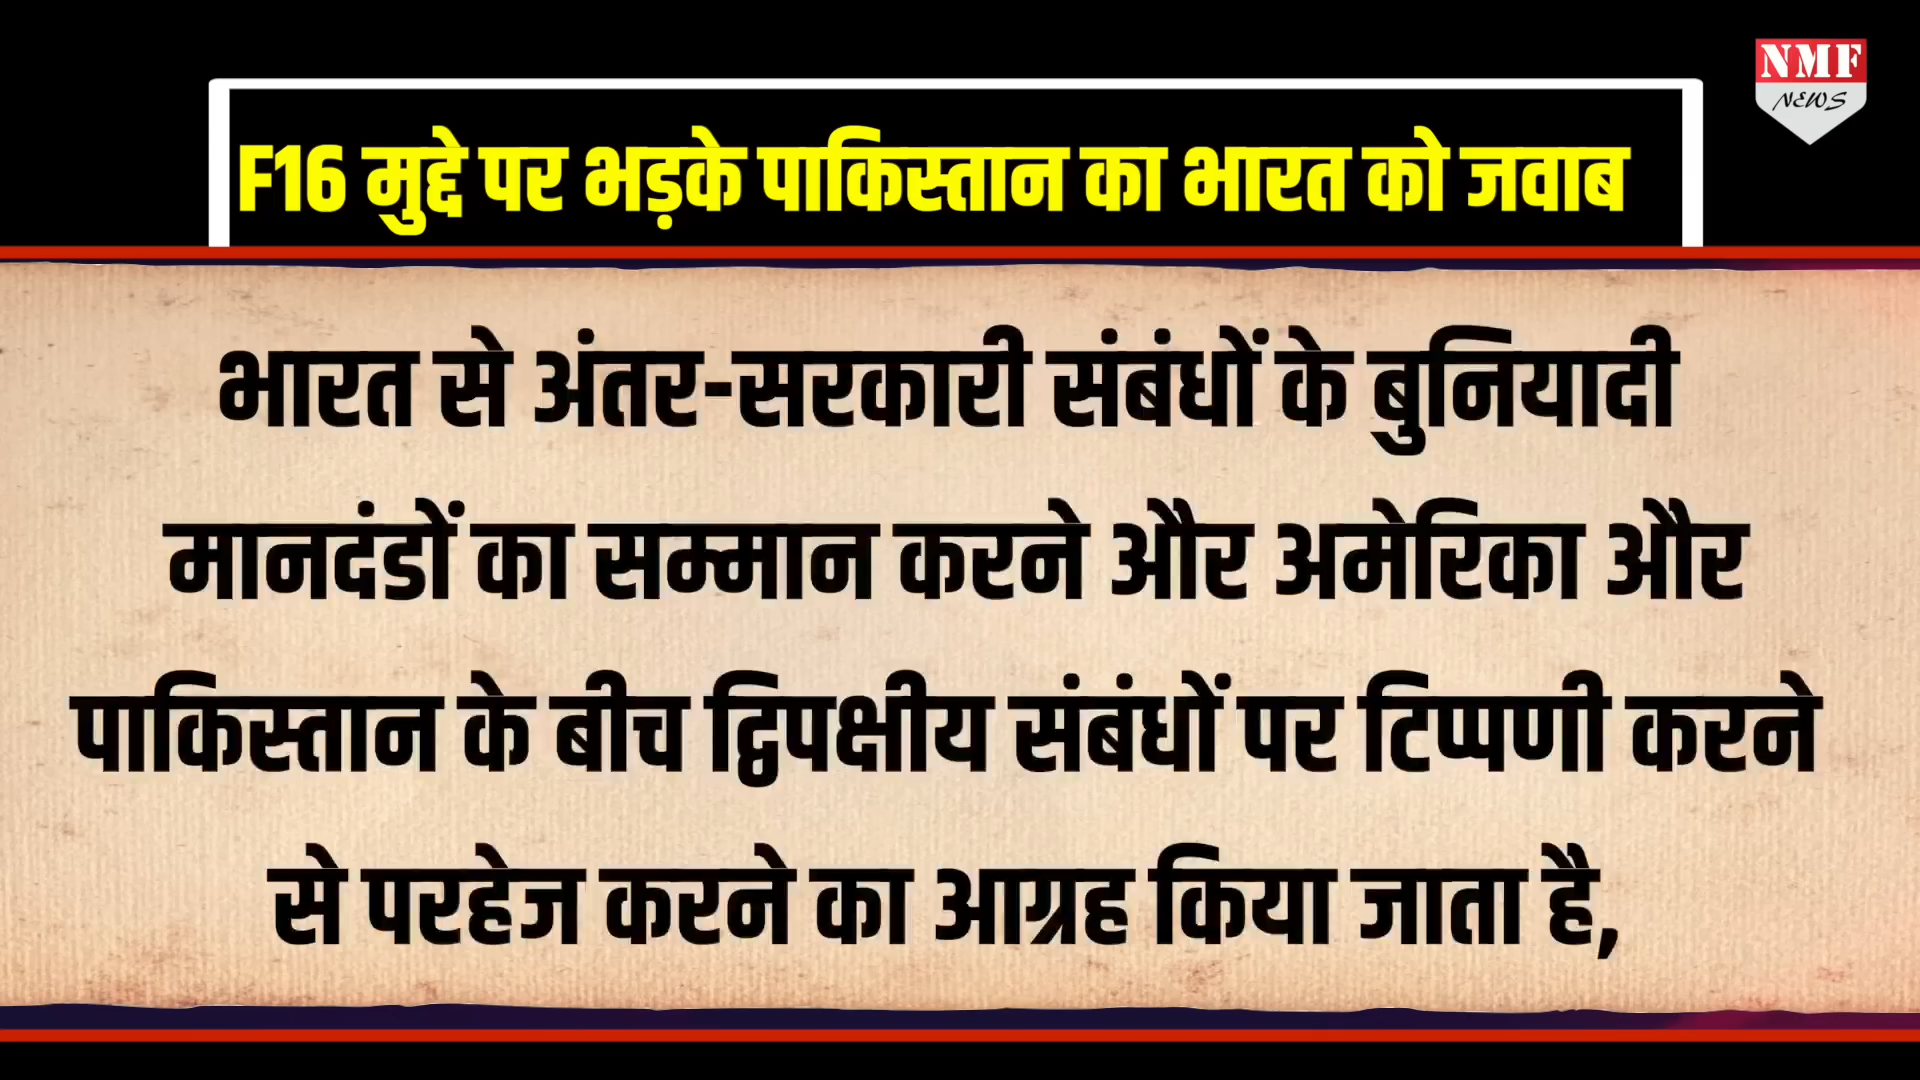 NMF
NEWS
F16 मुद्दे पर भड़के पाकिस्तान का भारत को जवाब
भारत से अंतर-सरकारी संबंधों के बुनियादी
मानदंडों का सम्मान करने और अमेरिका और
पाकिस्तान के बीच द्विपक्षीय संबंधों पर टिप्पणी करने
से परहेज करने का आग्रह किया जाता है,